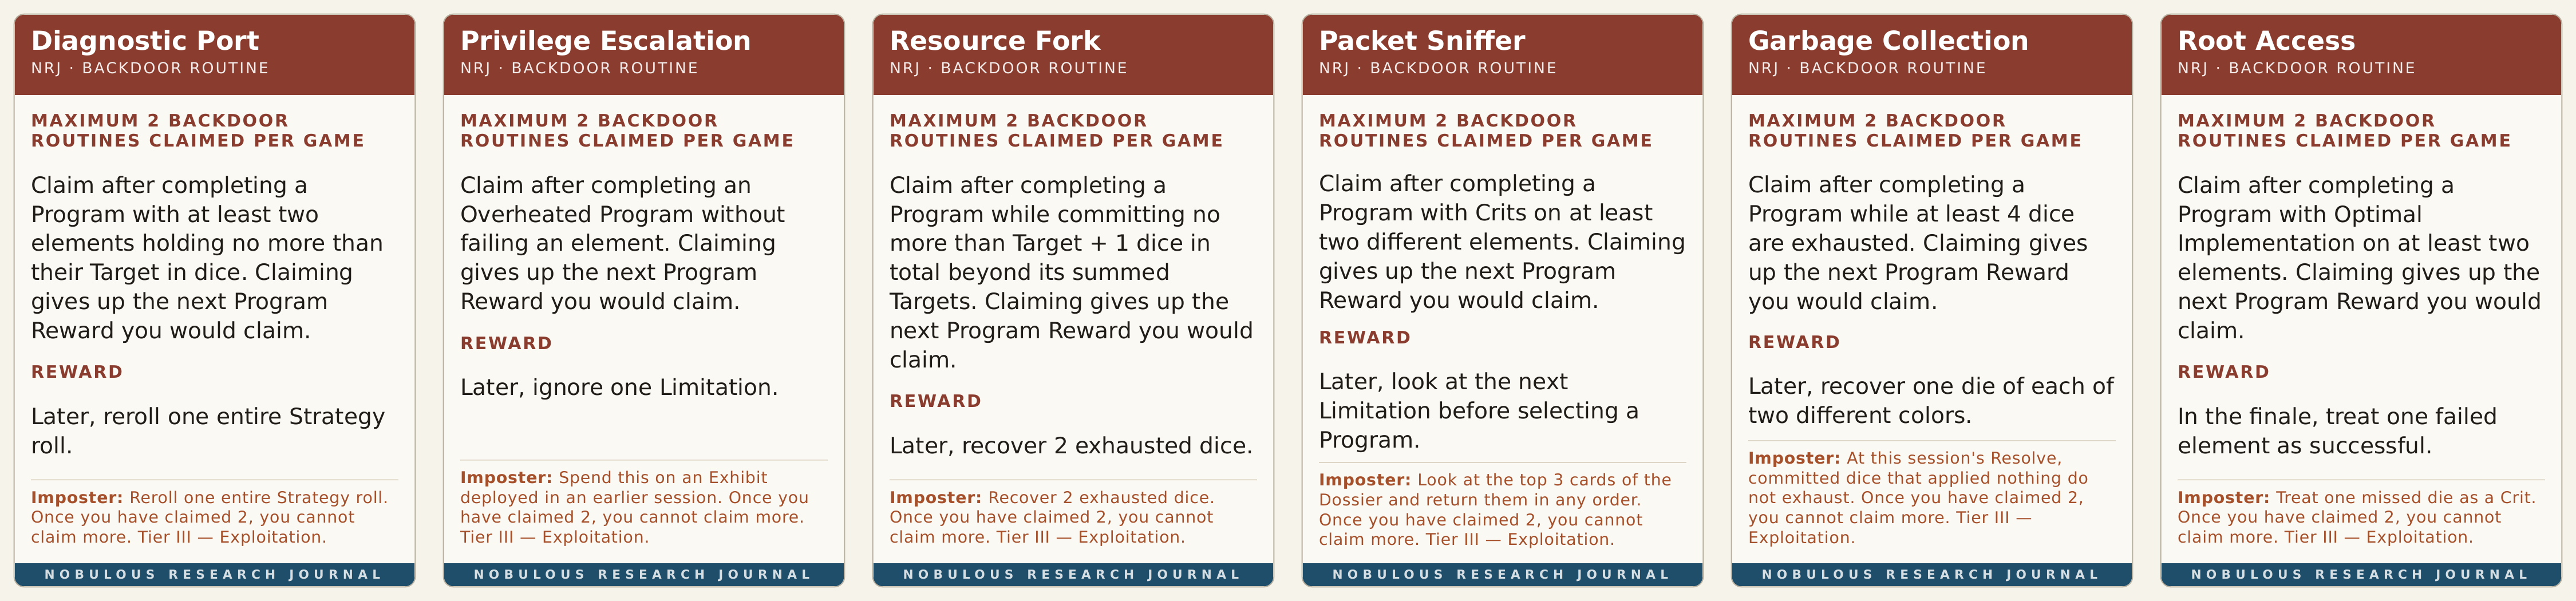 Diagnostic Port
NRJ · BACKDOOR ROUTINE
MAXIMUM 2 BACKDOOR
ROUTINES CLAIMED PER GAME
Claim after completing a
Program with at least two
elements holding no more than
their Target in dice. Claiming
gives up the next Program
Reward you would claim.
REWARD
Later, reroll one entire Strategy
roll.
Imposter: Reroll one entire Strategy roll.
Once you have claimed 2, you cannot
claim more. Tier III — Exploitation.
NOBULOUS RESEARCH JOURNAL
Privilege Escalation
NRJ · BACKDOOR ROUTINE
MAXIMUM 2 BACKDOOR
ROUTINES CLAIMED PER GAME
Claim after completing an
Overheated Program without
failing an element. Claiming
gives up the next Program
Reward you would claim.
REWARD
Later, ignore one Limitation.
Imposter: Spend this on an Exhibit
deployed in an earlier session. Once you
have claimed 2, you cannot claim more.
Tier III — Exploitation.
NOBULOUS RESEARCH JOURNAL
Resource Fork
NRJ · BACKDOOR ROUTINE
MAXIMUM 2 BACKDOOR
ROUTINES CLAIMED PER GAME
Claim after completing a
Program while committing no
more than Target + 1 dice in
total beyond its summed
Targets. Claiming gives up the
next Program Reward you would
claim.
REWARD
Later, recover 2 exhausted dice.
Imposter: Recover 2 exhausted dice.
Once you have claimed 2, you cannot
claim more. Tier III — Exploitation.
NOBULOUS RESEARCH JOURNAL
Packet Sniffer
NRJ · BACKDOOR ROUTINE
MAXIMUM 2 BACKDOOR
ROUTINES CLAIMED PER GAME
Claim after completing a
Program with Crits on at least
two different elements. Claiming
gives up the next Program
Reward you would claim.
REWARD
Later, look at the next
Limitation before selecting a
Program.
Imposter: Look at the top 3 cards of the
Dossier and return them in any order.
Once you have claimed 2, you cannot
claim more. Tier III — Exploitation.
NOBULOUS RESEARCH JOURNAL
Garbage Collection
NRJ · BACKDOOR ROUTINE
MAXIMUM 2 BACKDOOR
ROUTINES CLAIMED PER GAME
Claim after completing a
Program while at least 4 dice
are exhausted. Claiming gives
up the next Program Reward
you would claim.
REWARD
Later, recover one die of each of
two different colors.
Imposter: At this session's Resolve,
committed dice that applied nothing do
not exhaust. Once you have claimed 2,
you cannot claim more. Tier III —
Exploitation.
NOBULOUS RESEARCH JOURNAL
Root Access
NRJ · BACKDOOR ROUTINE
MAXIMUM 2 BACKDOOR
ROUTINES CLAIMED PER GAME
Claim after completing a
Program with Optimal
Implementation on at least two
elements. Claiming gives up the
next Program Reward you would
claim.
REWARD
In the finale, treat one failed
element as successful.
Imposter: Treat one missed die as a Crit.
Once you have claimed 2, you cannot
claim more. Tier III — Exploitation.
NOBULOUS RESEARCH JOURNAL